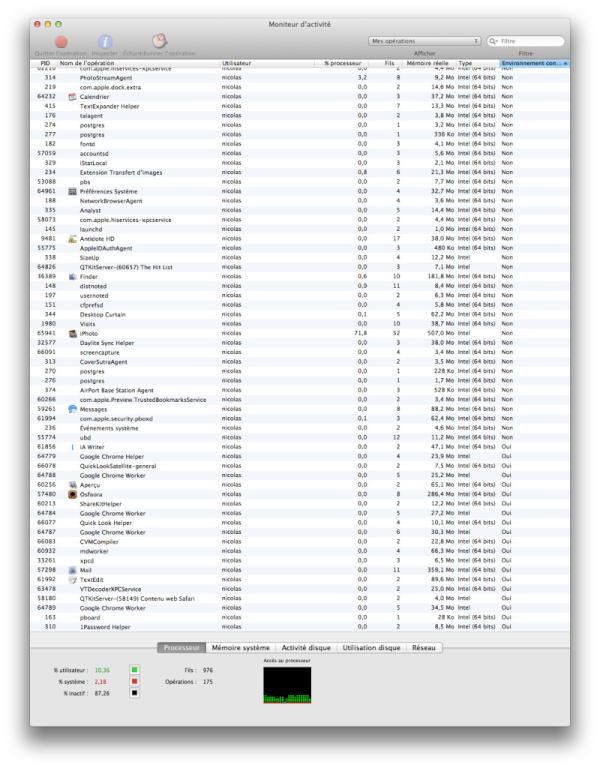 Moniteur d'activité
Quitter l'opération Inspecter Échantillonner l'opération
Mes opérations
Filtre
Afficher
Filtre
PID Nom de l'opération Utilisateur % processeur Fils Mémoire réelle Type Environnement con...
62210 com.apple.hiservices-xpcservice nicolas 0,0 2 4,4 Mo Intel (64 bits) Non
314 PhotoStreamAgent nicolas 3,2 8 9,2 Mo Intel (64 bits) Non
219 com.apple.dock.extra nicolas 0,0 2 14,6 Mo Intel (64 bits) Non
64232 Calendrier nicolas 0,0 3 37,2 Mo Intel (64 bits) Non
415 TextExpander Helper nicolas 0,0 7 13,3 Mo Intel (64 bits) Non
176 talagent nicolas 0,0 2 3,8 Mo Intel (64 bits) Non
274 postgres nicolas 0,0 1 3,2 Mo Intel (64 bits) Non
277 postgres nicolas 0,0 1 336 Ko Intel (64 bits) Non
182 fontd nicolas 0,0 3 4,1 Mo Intel (64 bits) Non
57059 accountsd nicolas 0,0 3 5,6 Mo Intel (64 bits) Non
329 iStatLocal nicolas 0,0 3 2,1 Mo Intel (64 bits) Non
234 Extension Transfert d'images nicolas 0,8 6 21,3 Mo Intel (64 bits) Non
53088 pbs nicolas 0,0 2 7,7 Mo Intel (64 bits) Non
64961 Préférences Système nicolas 0,0 4 32,7 Mo Intel (64 bits) Non
188 NetworkBrowserAgent nicolas 0,0 4 3,6 Mo Intel (64 bits) Non
335 Analyst nicolas 0,0 5 14,4 Mo Intel (64 bits) Non
58073 com.apple.hiservices-xpcservice nicolas 0,0 2 4,4 Mo Intel (64 bits) Non
145 launchd nicolas 0,0 2 1,0 Mo Intel (64 bits) Non
9481 Antidote HD nicolas 0,0 17 38,0 Mo Intel (64 bits) Non
55775 AppleIDAuthAgent nicolas 0,0 3 480 Ko Intel (64 bits) Non
338 SizeUp nicolas 0,0 4 12,2 Mo Intel Non
64826 QTKitServer-(60657) The Hit List nicolas 0,0 3 7,1 Mo Intel Non
36389 Finder nicolas 0,6 10 181,8 Mo Intel (64 bits) Non
148 distnoted nicolas 0,9 11 8,4 Mo Intel (64 bits) Non
197 usernoted nicolas 0,0 2 6,3 Mo Intel (64 bits) Non
151 cfprefsd nicolas 0,0 4 5,8 Mo Intel (64 bits) Non
344 Desktop Curtain nicolas 0,1 5 62,2 Mo Intel (64 bits) Non
1980 Visits nicolas 0,0 10 38,7 Mo Intel (64 bits) Non
65941 iPhoto nicolas 71,8 52 507,0 Mo Intel Non
32577 Daylite Sync Helper nicolas 0,0 3 38,0 Mo Intel (64 bits) Non
66091 screencapture nicolas 0,0 4 3,4 Mo Intel (64 bits) Non
313 CoverSutraAgent nicolas 0,0 2 3,5 Mo Intel (64 bits) Non
270 postgres nicolas 0,0 1 228 Ko Intel (64 bits) Non
276 postgres nicolas 0,0 1 1,7 Mo Intel (64 bits) Non
374 AirPort Base Station Agent nicolas 0,0 3 528 Ko Intel (64 bits) Non
60266 com.apple.Preview.TrustedBookmarksService nicolas 0,0 2 3,4 Mo Intel (64 bits) Non
59261 Messages nicolas 0,0 8 88,2 Mo Intel (64 bits) Non
61994 com.apple.security.pboxd nicolas 0,1 3 62,4 Mo Intel (64 bits) Non
236 Événements système nicolas 0,0 2 4,6 Mo Intel (64 bits) Non
55774 ubd nicolas 0,0 12 11,2 Mo Intel (64 bits) Non
61856 iA Writer nicolas 0,0 2 47,1 Mo Intel (64 bits) Oui
64779 Google Chrome Helper nicolas 0,0 4 23,9 Mo Intel Oui
66078 QuickLookSatellite-general nicolas 0,0 2 7,5 Mo Intel (64 bits) Oui
64788 Google Chrome Worker nicolas 0,0 5 25,2 Mo Intel Oui
60256 Aperçu nicolas 0,0 2 65,1 Mo Intel (64 bits) Oui
57480 Osfoora nicolas 0,0 8 286,4 Mo Intel (64 bits) Oui
60213 ShareKitHelper nicolas 0,0 2 12,2 Mo Intel (64 bits) Oui
64784 Google Chrome Worker nicolas 0,0 5 27,2 Mo Intel Oui
66077 Quick Look Helper nicolas 0,0 4 10,1 Mo Intel (64 bits) Oui
64787 Google Chrome Worker nicolas 0,0 6 30,3 Mo Intel Oui
66083 CVMCompiler nicolas 0,0 2 22,8 Mo Intel (64 bits) Oui
60932 mdworker nicolas 0,0 4 66,3 Mo Intel (64 bits) Oui
33261 xpcd nicolas 0,0 3 6,5 Mo Intel (64 bits) Oui
57298 Mail nicolas 0,0 11 359,1 Mo Intel (64 bits) Oui
61992 TextEdit nicolas 0,0 2 89,6 Mo Intel (64 bits) Oui
63478 VTDecoderXPCService nicolas 0,0 2 25,0 Mo Intel (64 bits) Oui
58180 QTKitServer-(58149) Contenu web Safari nicolas 0,0 2 4,0 Mo Intel Oui
64789 Google Chrome Worker nicolas 0,0 5 34,5 Mo Intel Oui
163 pboard nicolas 0,0 1 28 Ko Intel (64 bits) Oui
310 1Password Helper nicolas 0,0 2 8,5 Mo Intel (64 bits) Oui
Processeur Mémoire système Activité disque Utilisation disque Réseau
Accès au processeur
% utilisateur : 10,36 Fils : 976
% système : 2,38 Opérations : 175
% inactif : 87,26